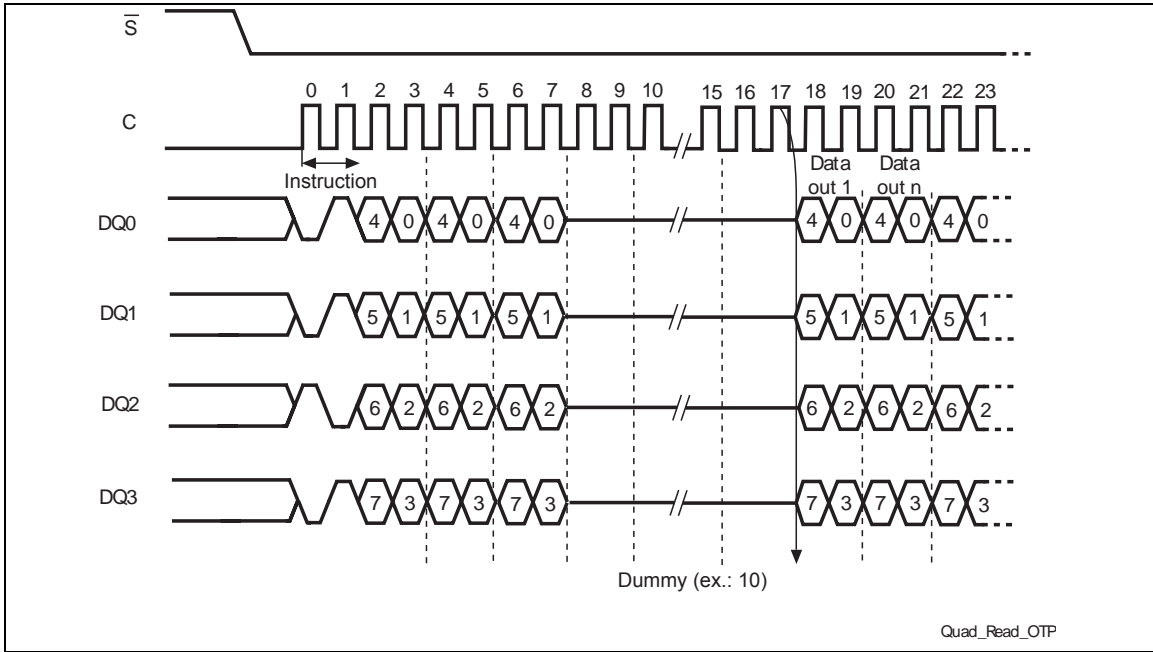 S
0 1 2 3 4 5 6 7 8 9 10 15 16 17 18 19 20 21 22 23
C
Instruction
Data out 1
Data out n
DQ0
4 0 4 0 4 0 4 0 4 0 4 0
DQ1
5 1 5 1 5 1 5 1 5 1 5 1
DQ2
6 2 6 2 6 2 6 2 6 2 6 2
DQ3
7 3 7 3 7 3 7 3 7 3 7 3
Dummy (ex.: 10)
Quad_Read_OTP